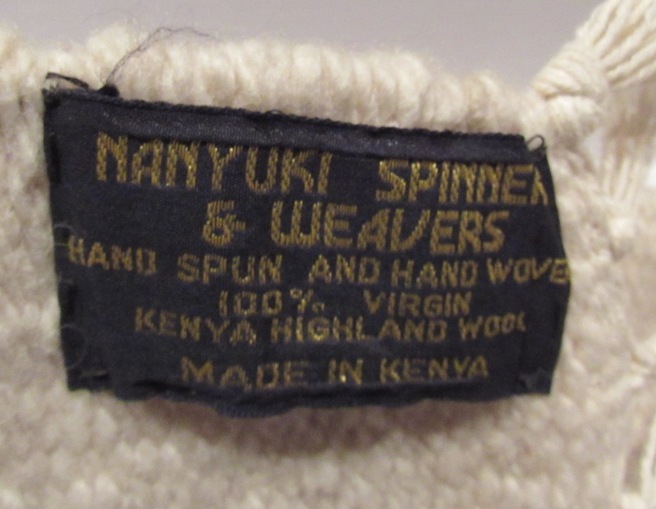 NANYUKI SPINNER
& WEAVERS
HAND SPUN AND HAND WOVE
100% VIRGIN
KENYA HIGHLAND WOOL
MADE IN KENYA